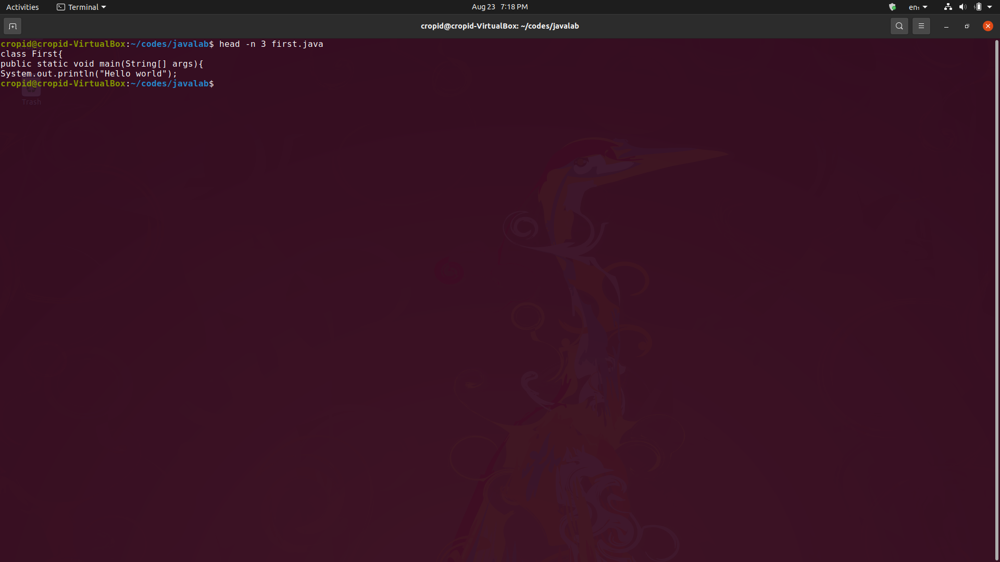 Activities Terminal Aug 23 7:18 PM en₁
cropid@cropid-VirtualBox: ~/codes/javalab
cropid@cropid-VirtualBox:~/codes/javalab$ head -n 3 first.java
class First{
public static void main(String[] args){
System.out.println("Hello world");
cropid@cropid-VirtualBox:~/codes/javalab$
Trash